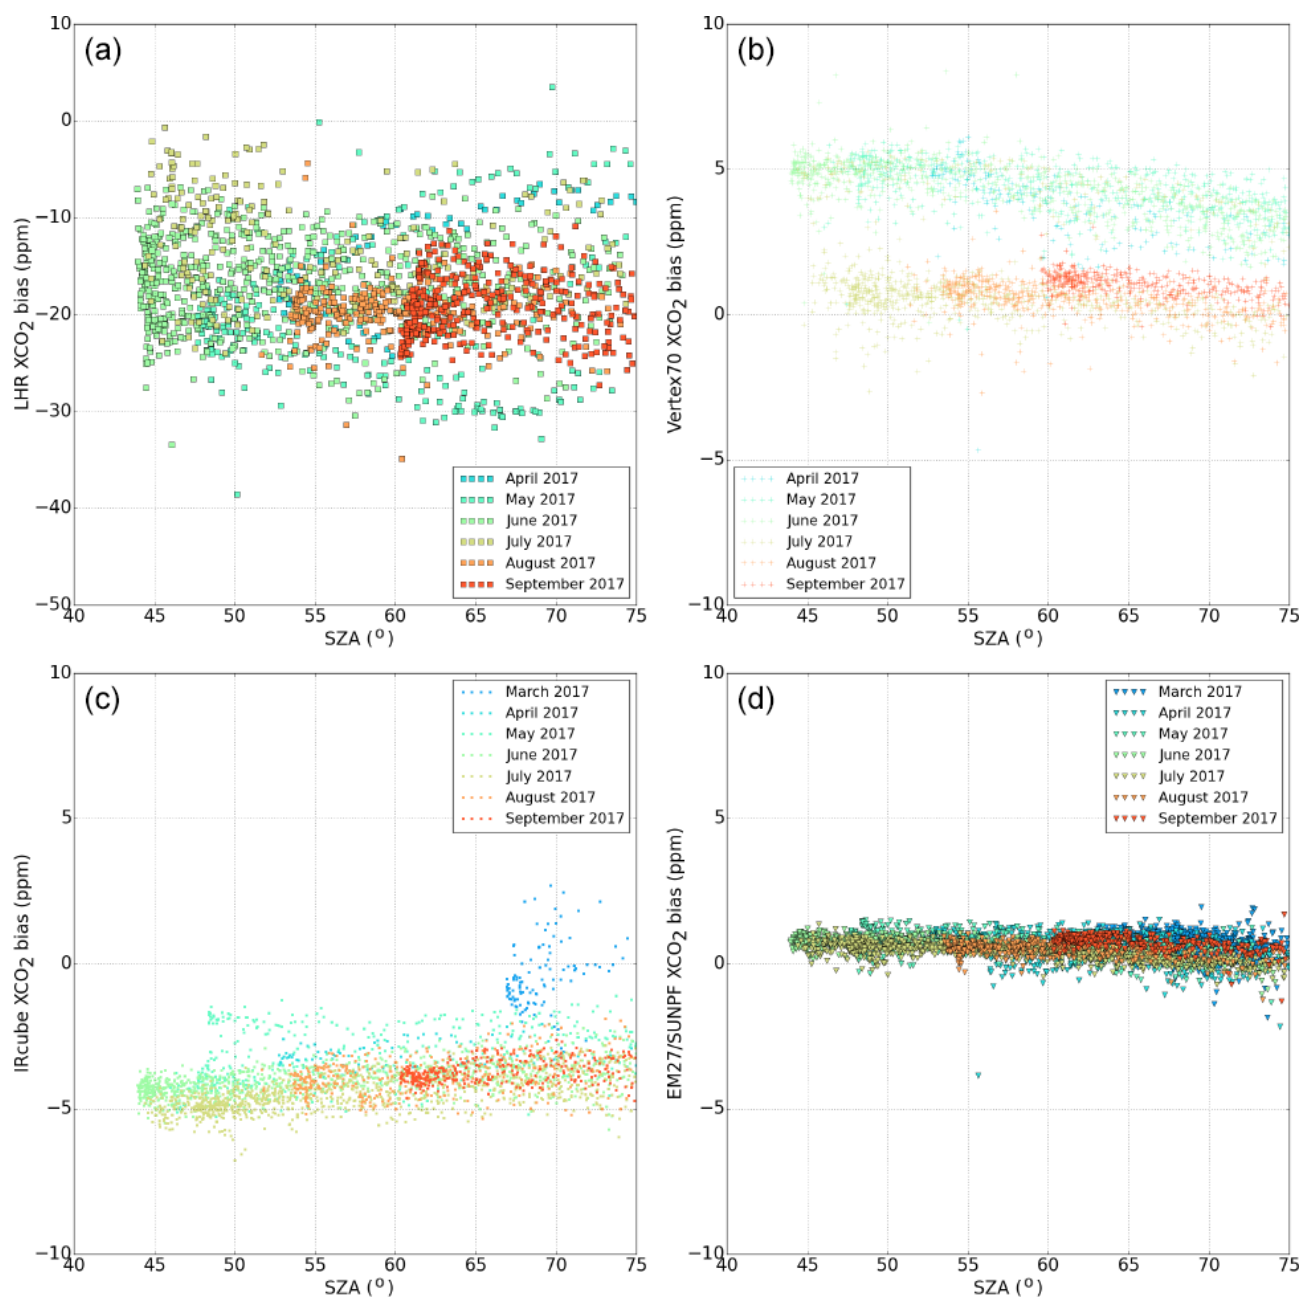 (a)
10
0
−10
−20
−30
−40
−50
LHR XCO2 bias (ppm)
April 2017
May 2017
June 2017
July 2017
August 2017
September 2017
40 45 50 55 60 65 70 75
SZA (o)
(b)
10
5
0
−5
−10
Vertex70 XCO2 bias (ppm)
April 2017
May 2017
June 2017
July 2017
August 2017
September 2017
40 45 50 55 60 65 70 75
SZA (o)
(c)
10
5
0
−5
−10
IRcube XCO2 bias (ppm)
March 2017
April 2017
May 2017
June 2017
July 2017
August 2017
September 2017
40 45 50 55 60 65 70 75
SZA (o)
(d)
10
5
0
−5
−10
EM27/SUNPF XCO2 bias (ppm)
March 2017
April 2017
May 2017
June 2017
July 2017
August 2017
September 2017
40 45 50 55 60 65 70 75
SZA (o)